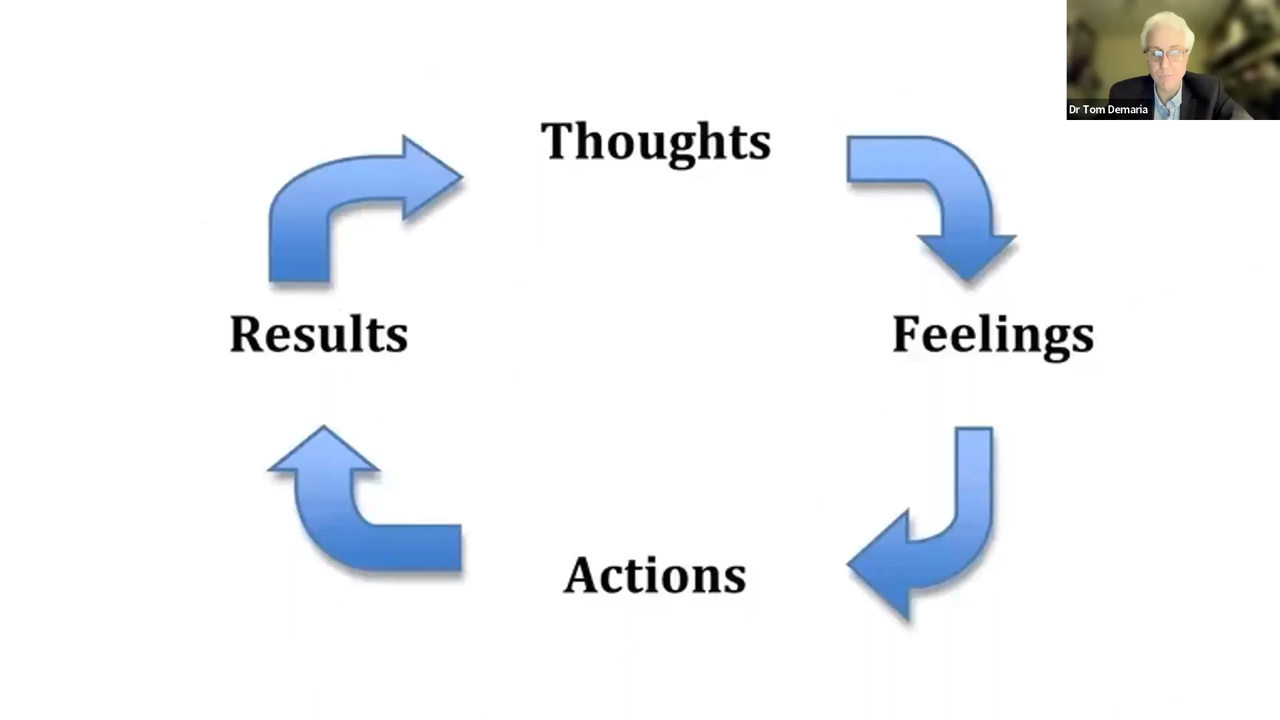 Dr Tom Demaria
Thoughts
Results
Feelings
Actions